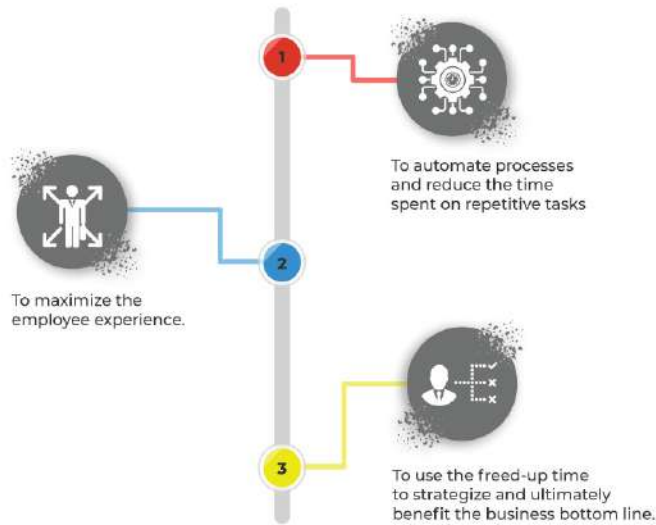 1
To automate processes
and reduce the time
spent on repetitive tasks
2
To maximize the
employee experience.
3
To use the freed-up time
to strategize and ultimately
benefit the business bottom line.